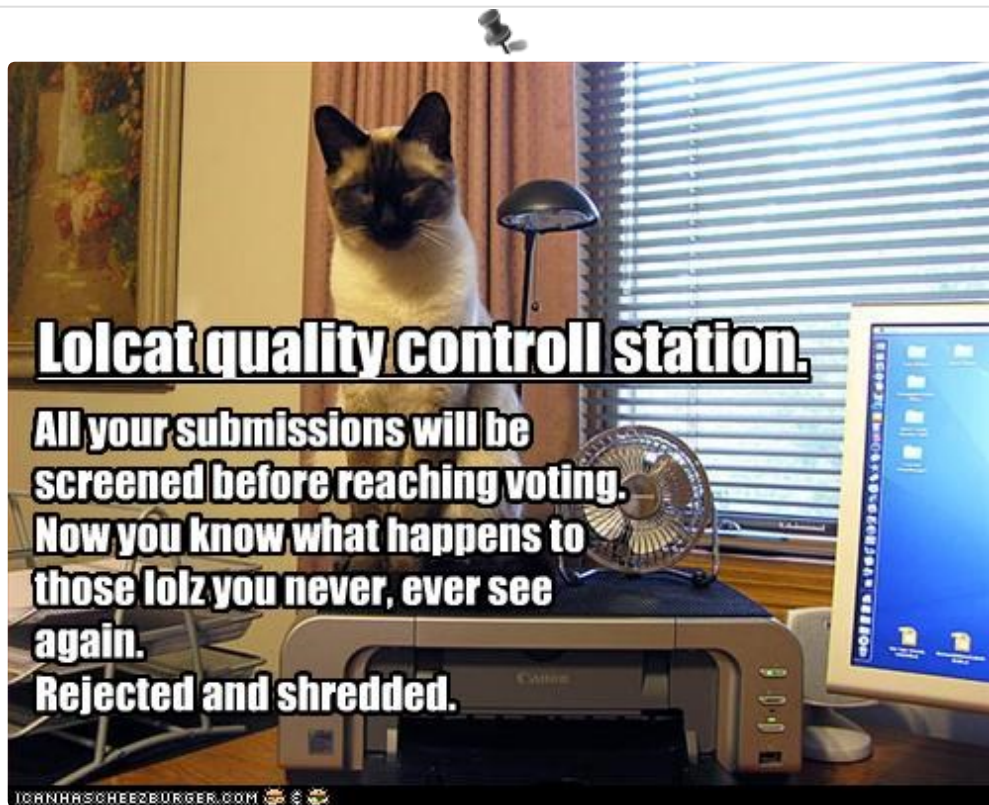 Lolcat quality controll station.
All your submissions will be
screened before reaching voting.
Now you know what happens to
those lolz you never, ever see
again.
Rejected and shredded.
Canon
ICANHASCHEEZBURGER.COM